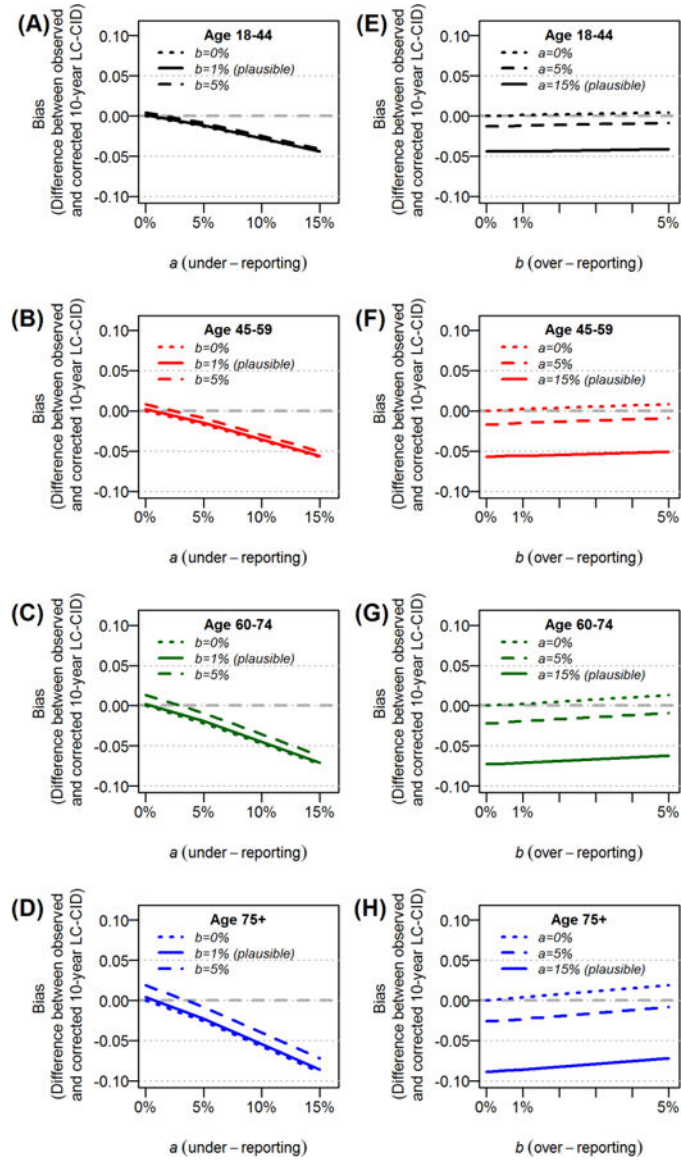 (A)
Bias
(Difference between observed
and corrected 10-year LC-CID)
0.10
0.05
0.00
-0.05
-0.10
Age 18-44
b=0%
b=1% (plausible)
b=5%
0%
5%
10%
15%
a (under – reporting)
(E)
Bias
(Difference between observed
and corrected 10-year LC-CID)
0.10
0.05
0.00
-0.05
-0.10
Age 18-44
a=0%
a=5%
a=15% (plausible)
0%
1%
5%
b (over – reporting)
(B)
Bias
(Difference between observed
and corrected 10-year LC-CID)
0.10
0.05
0.00
-0.05
-0.10
Age 45-59
b=0%
b=1% (plausible)
b=5%
0%
5%
10%
15%
a (under – reporting)
(F)
Bias
(Difference between observed
and corrected 10-year LC-CID)
0.10
0.05
0.00
-0.05
-0.10
Age 45-59
a=0%
a=5%
a=15% (plausible)
0%
1%
5%
b (over – reporting)
(C)
Bias
(Difference between observed
and corrected 10-year LC-CID)
0.10
0.05
0.00
-0.05
-0.10
Age 60-74
b=0%
b=1% (plausible)
b=5%
0%
5%
10%
15%
a (under – reporting)
(G)
Bias
(Difference between observed
and corrected 10-year LC-CID)
0.10
0.05
0.00
-0.05
-0.10
Age 60-74
a=0%
a=5%
a=15% (plausible)
0%
1%
5%
b (over – reporting)
(D)
Bias
(Difference between observed
and corrected 10-year LC-CID)
0.10
0.05
0.00
-0.05
-0.10
Age 75+
b=0%
b=1% (plausible)
b=5%
0%
5%
10%
15%
a (under – reporting)
(H)
Bias
(Difference between observed
and corrected 10-year LC-CID)
0.10
0.05
0.00
-0.05
-0.10
Age 75+
a=0%
a=5%
a=15% (plausible)
0%
1%
5%
b (over – reporting)